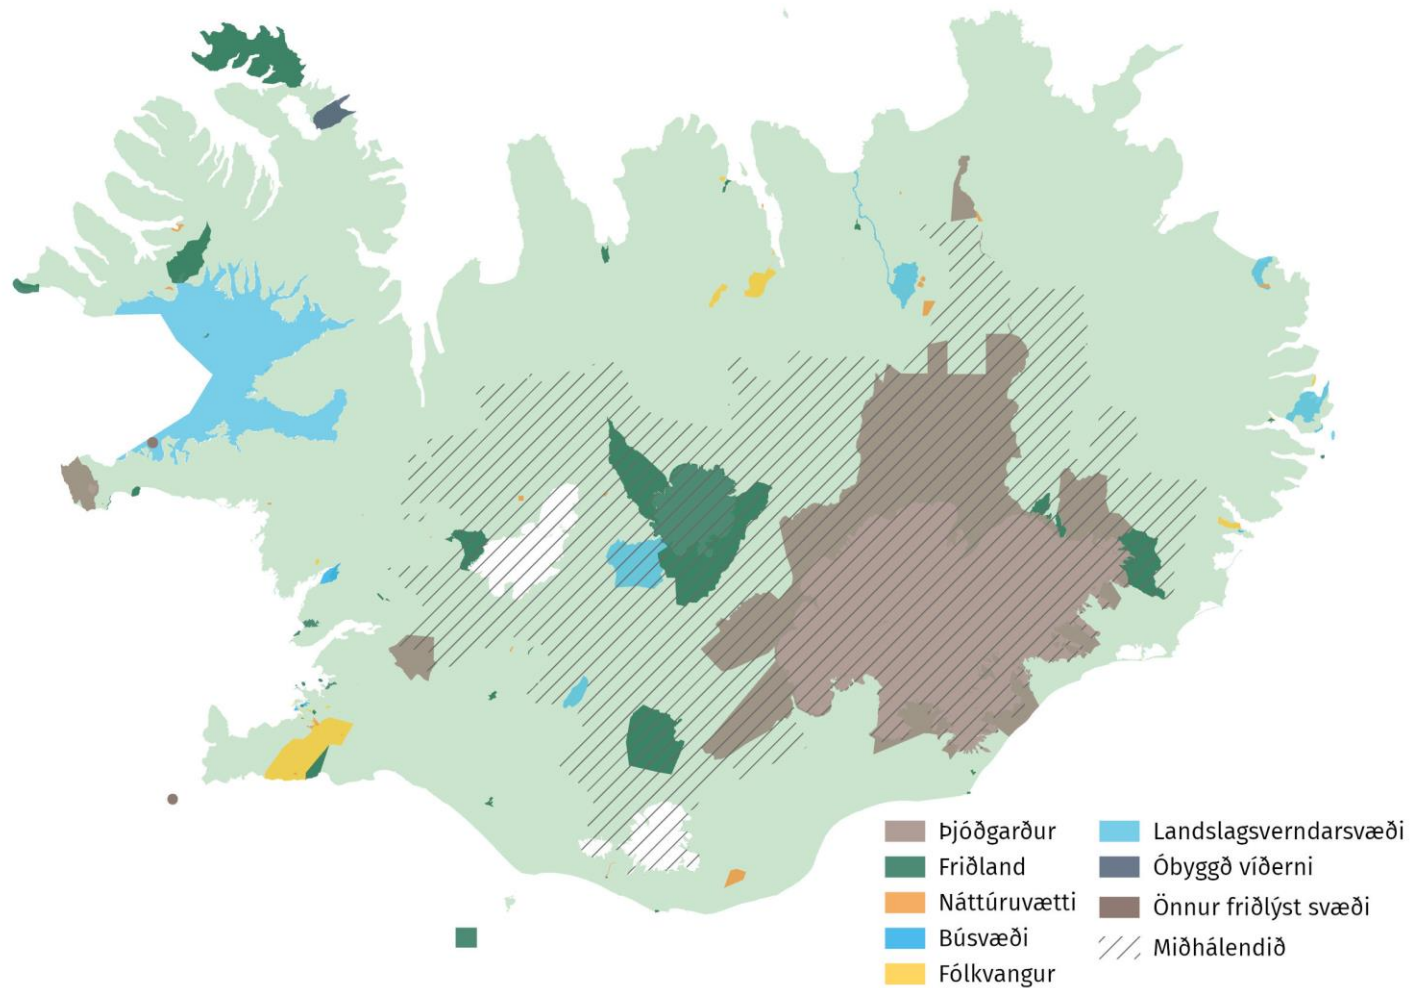 Þjóðgarður
Friðland
Náttúruvætti
Búsvæði
Fólkvangur
Landslagsverndarsvæði
Óbyggð víðerni
Önnur friðlýst svæði
Miðhálendið